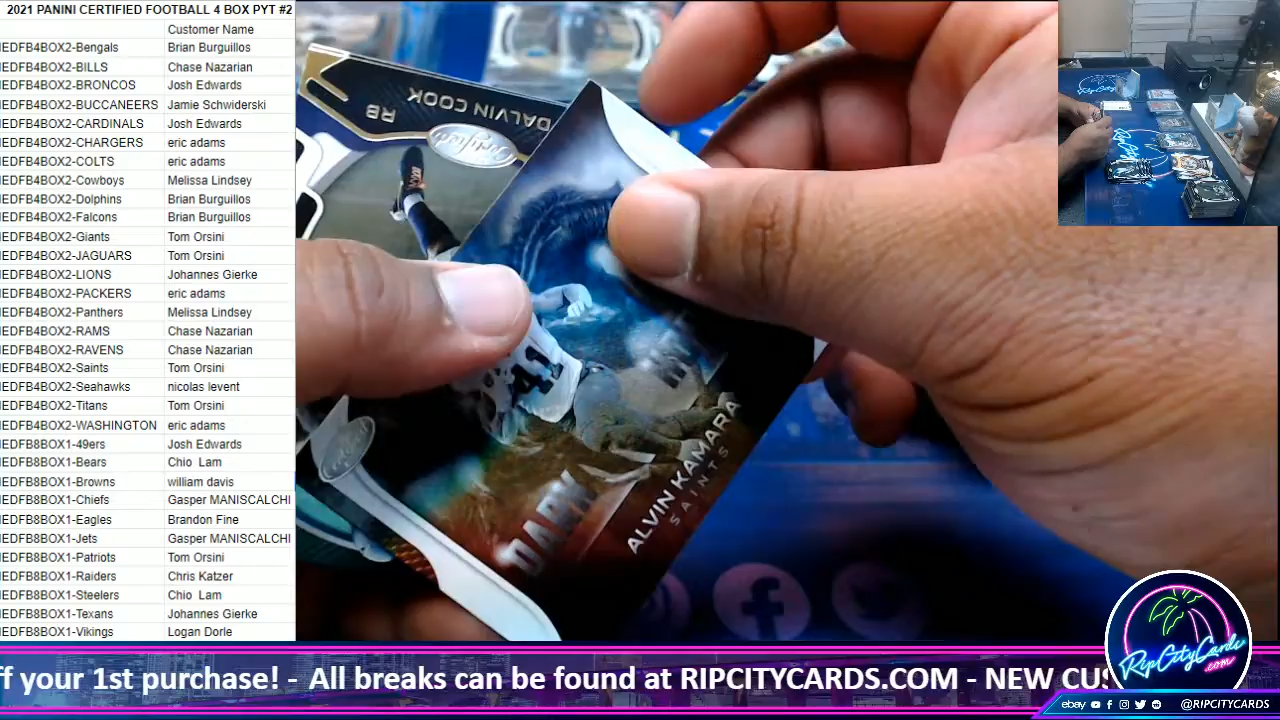 2021 PANINI CERTIFIED FOOTBALL 4 BOX PYT #2
Customer Name
IEDFB4BOX2-Bengals Brian Burguillos
IEDFB4BOX2-BILLS Chase Nazarian
IEDFB4BOX2-BRONCOS Josh Edwards
IEDFB4BOX2-BUCCANEERS Jamie Schwiderski
IEDFB4BOX2-CARDINALS Josh Edwards
IEDFB4BOX2-CHARGERS eric adams
IEDFB4BOX2-COLTS eric adams
IEDFB4BOX2-Cowboys Melissa Lindsey
IEDFB4BOX2-Dolphins Brian Burguillos
IEDFB4BOX2-Falcons Brian Burguillos
IEDFB4BOX2-Giants Tom Orsini
IEDFB4BOX2-JAGUARS Tom Orsini
IEDFB4BOX2-LIONS Johannes Gierke
IEDFB4BOX2-PACKERS eric adams
IEDFB4BOX2-Panthers Melissa Lindsey
IEDFB4BOX2-RAMS Chase Nazarian
IEDFB4BOX2-RAVENS Chase Nazarian
IEDFB4BOX2-Saints Tom Orsini
IEDFB4BOX2-Seahawks nicolas levent
IEDFB4BOX2-Titans Tom Orsini
IEDFB4BOX2-WASHINGTON eric adams
IEDFB8BOX1-49ers Josh Edwards
IEDFB8BOX1-Bears Chio Lam
IEDFB8BOX1-Browns william davis
IEDFB8BOX1-Chiefs Gasper MANISCALCHI
IEDFB8BOX1-Eagles Brandon Fine
IEDFB8BOX1-Jets Gasper MANISCALCHI
IEDFB8BOX1-Patriots Tom Orsini
IEDFB8BOX1-Raiders Chris Katzer
IEDFB8BOX1-Steelers Chio Lam
IEDFB8BOX1-Texans Johannes Gierke
IEDFB8BOX1-Vikings Logan Dorle
DALVIN COOK
RB
Certified
41
DARK
ALVIN KAMARA
SAINTS
RipCityCards
.com
ff your 1st purchase! - All breaks can be found at RIPCITYCARDS.COM - NEW CUS
ebay @RIPCITYCARDS